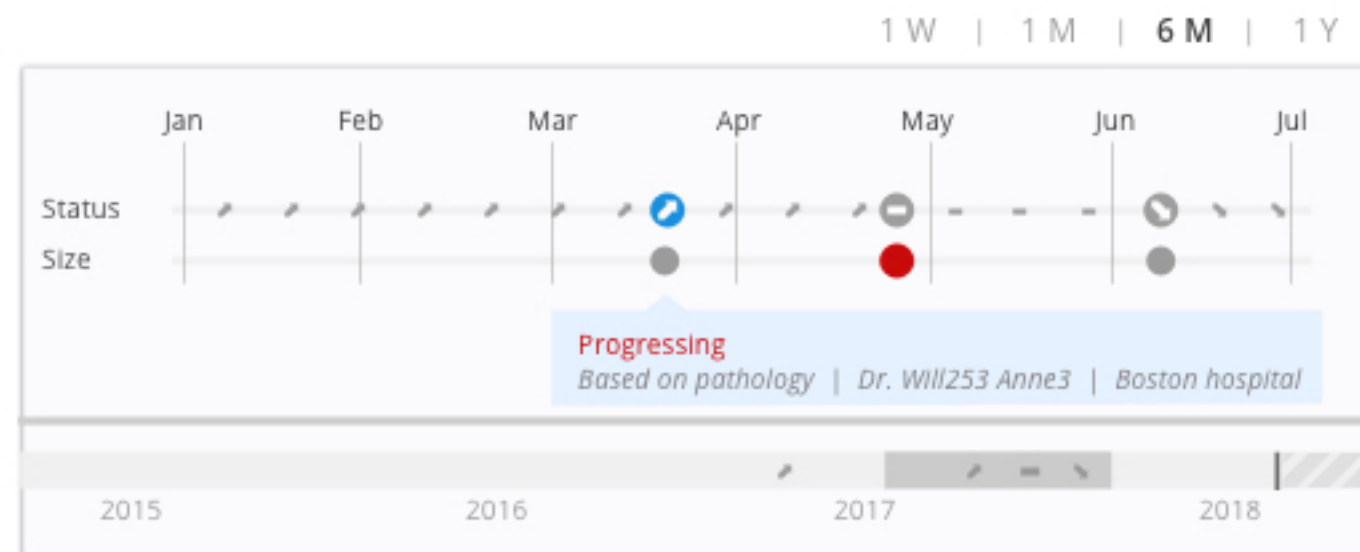 1 W | 1 M | 6 M | 1 Y
Jan Feb Mar Apr May Jun Jul
Status
Size
Progressing
Based on pathology | Dr. Will253 Anne3 | Boston hospital
2015 2016 2017 2018